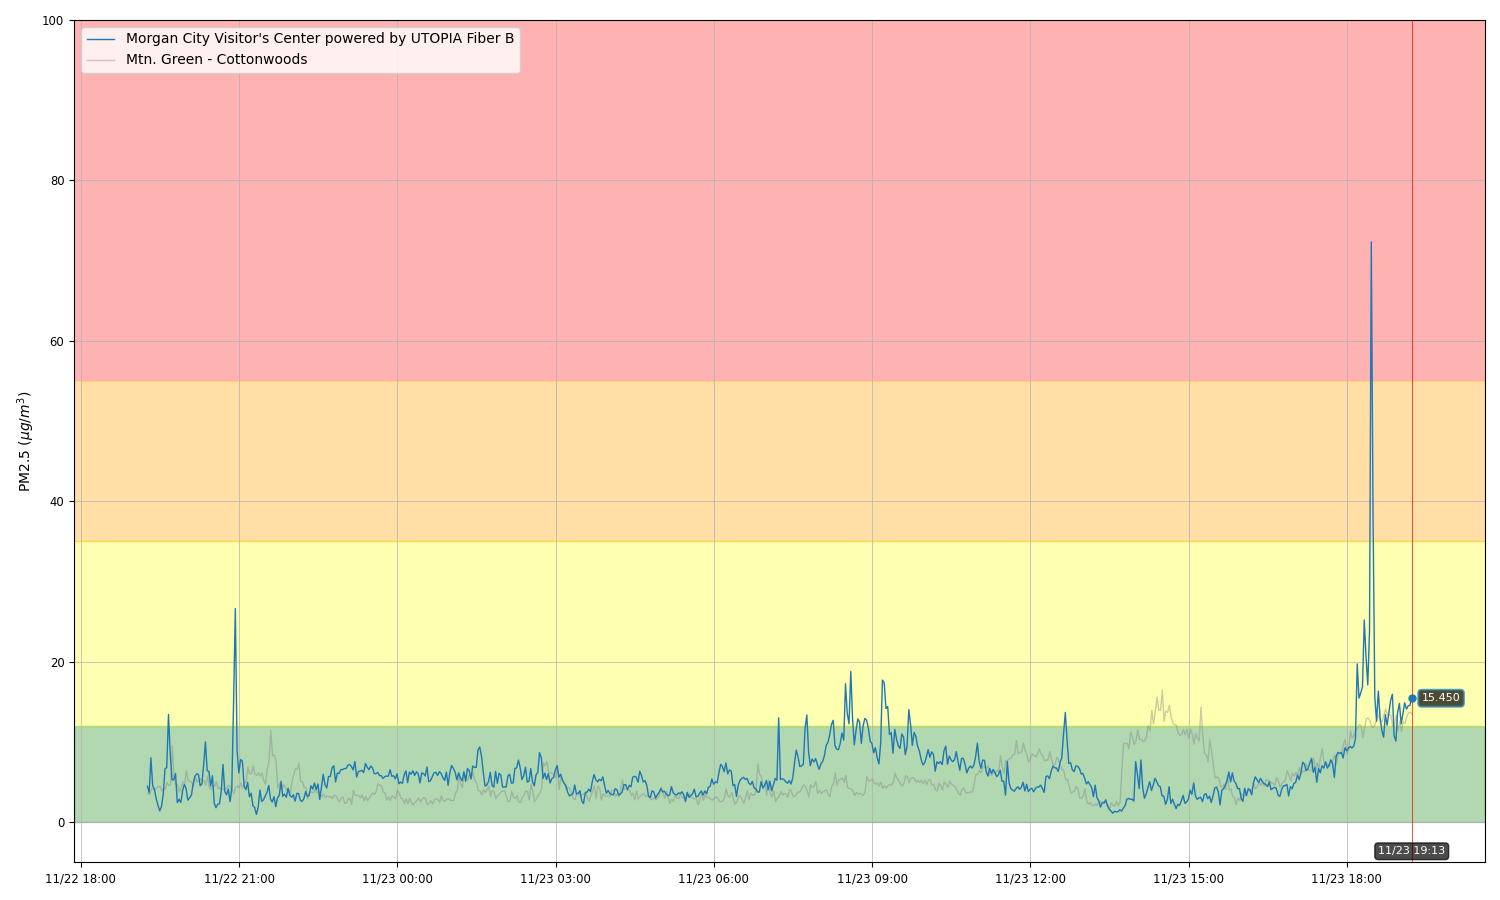 100
Morgan City Visitor's Center powered by UTOPIA Fiber B
Mtn. Green - Cottonwoods
80
60
PM2.5 (μg/m³)
40
20
15.450
0
11/23 19:13
11/22 18:00 11/22 21:00 11/23 00:00 11/23 03:00 11/23 06:00 11/23 09:00 11/23 12:00 11/23 15:00 11/23 18:00